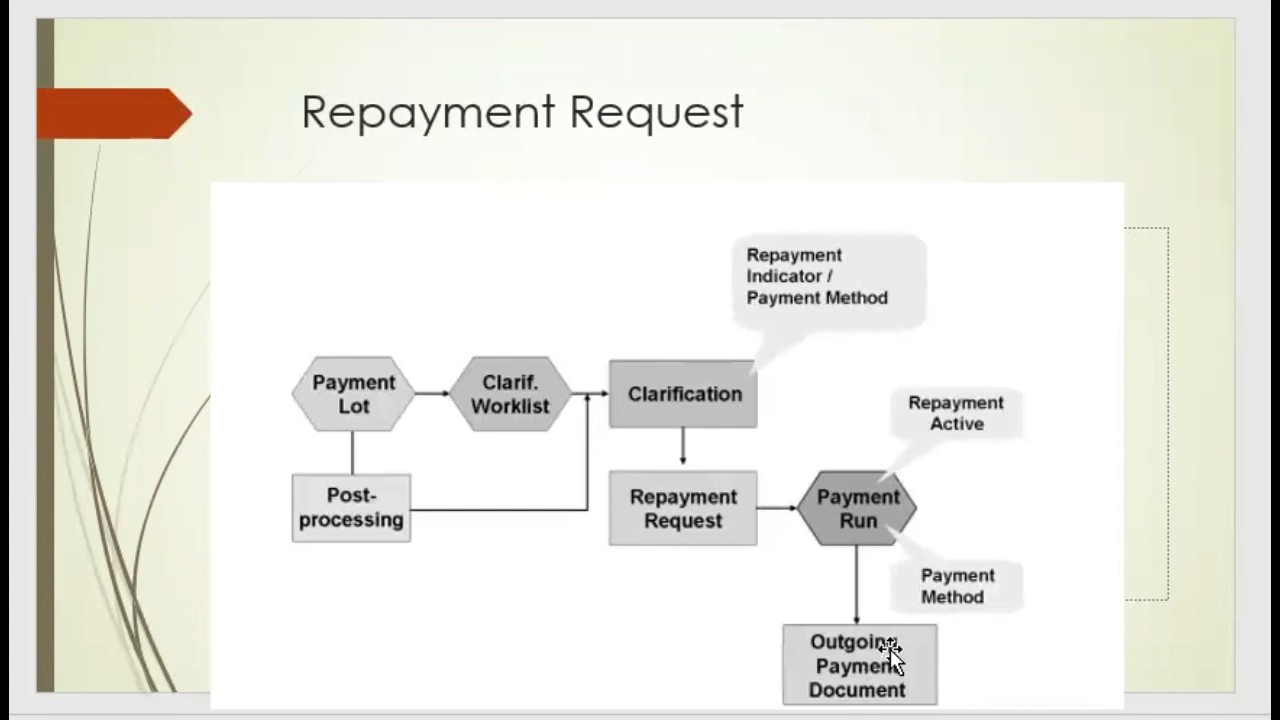 Repayment Request
Repayment
Indicator /
Payment Method
Payment
Lot
Clarif.
Worklist
Clarification
Repayment
Active
Post-
processing
Repayment
Request
Payment
Run
Payment
Method
Outgoing
Payment
Document